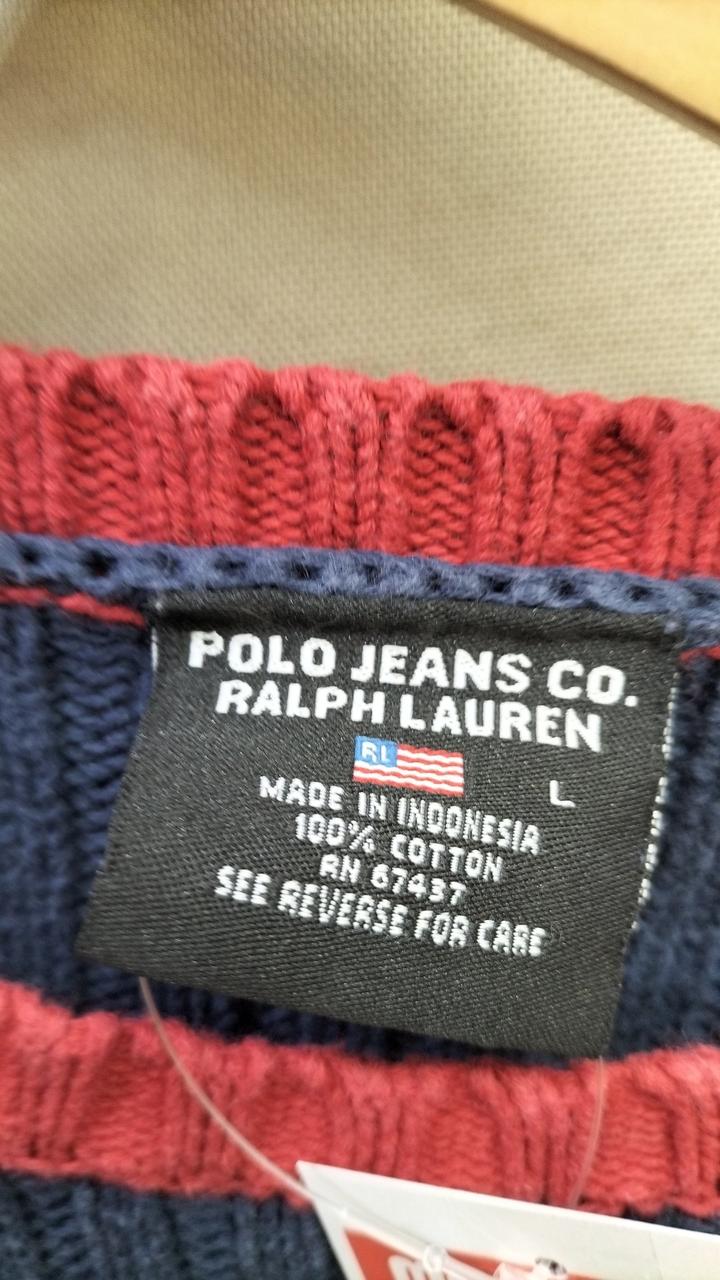 POLO JEANS CO.
RALPH LAUREN
RL
L
MADE IN INDONESIA
100% COTTON
RN 67437
SEE REVERSE FOR CARE